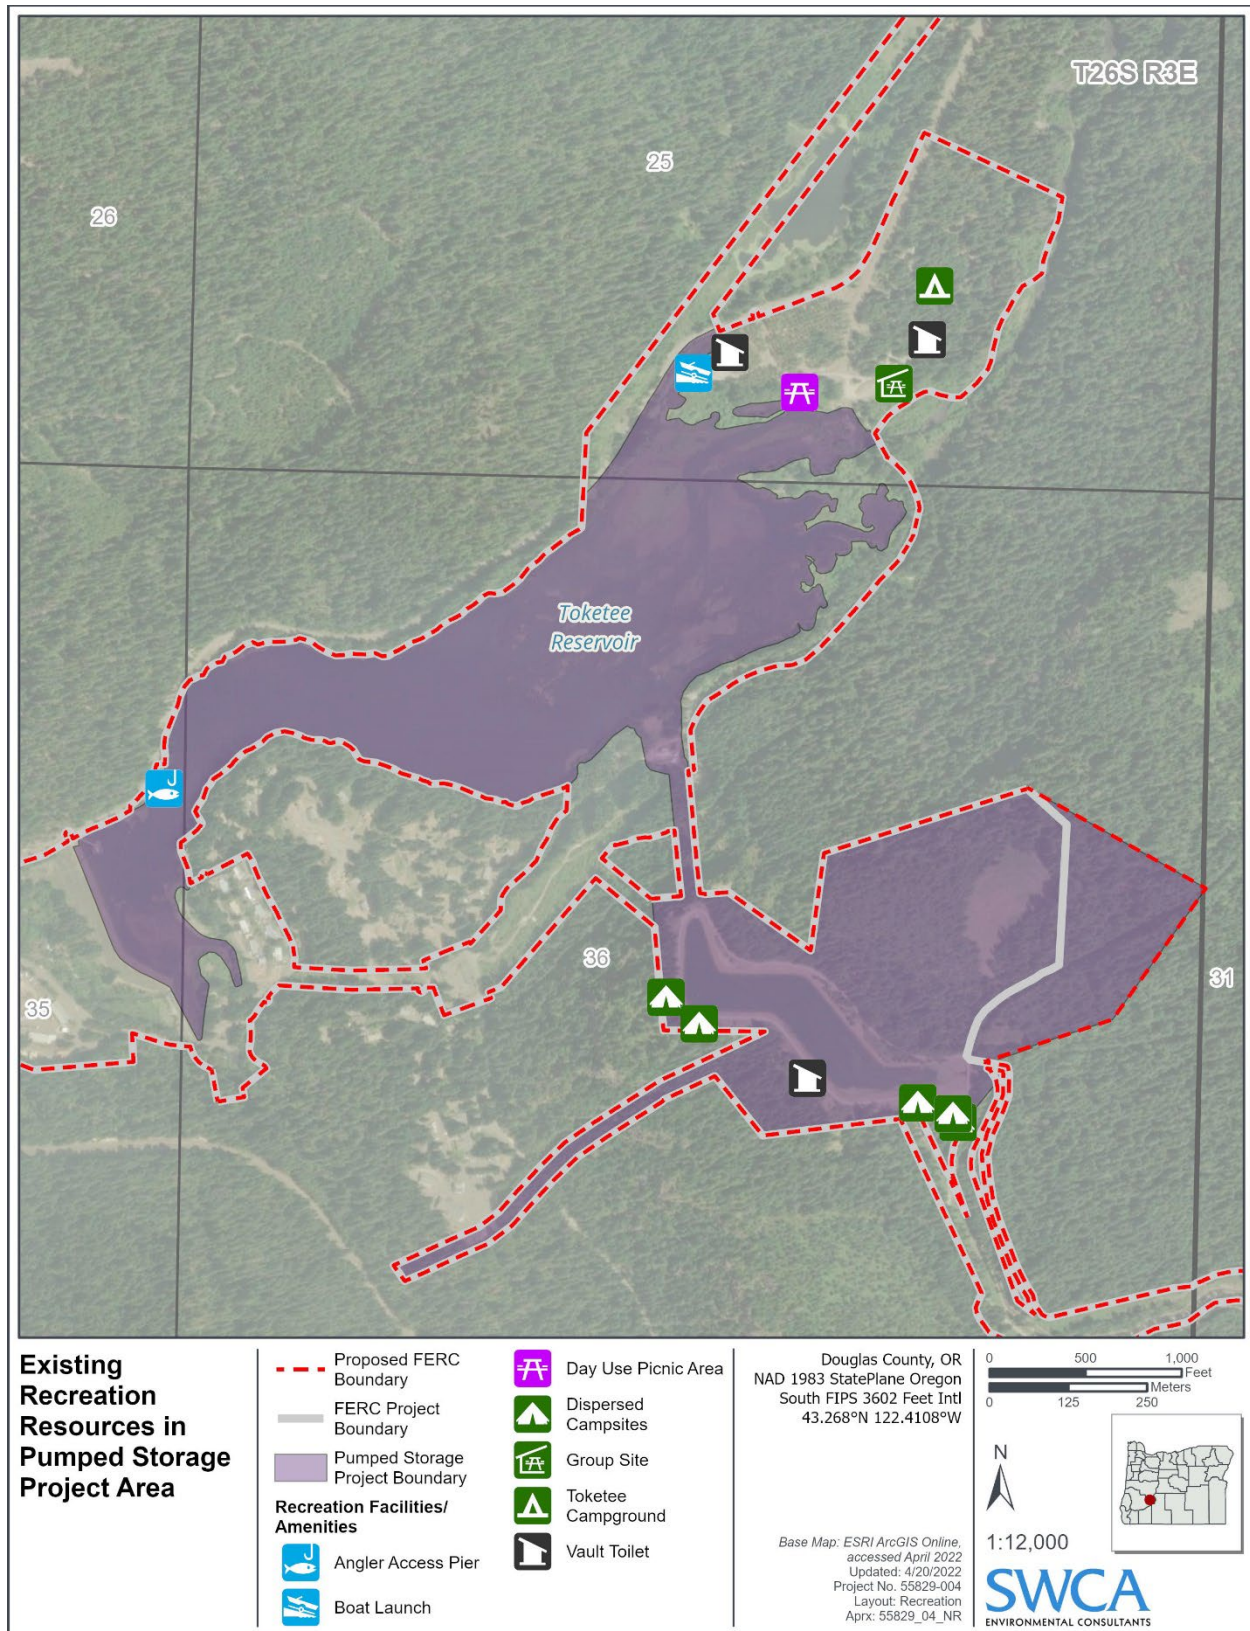 T26S R3E
25
26
Toketee
Reservoir
36
31
35
Existing
Recreation
Resources in
Pumped Storage
Project Area
Proposed FERC
Boundary
FERC Project
Boundary
Pumped Storage
Project Boundary
Recreation Facilities/
Amenities
Angler Access Pier
Boat Launch
Day Use Picnic Area
Dispersed
Campsited
Group Site
Toketee
Campground
Vault Toilet
Douglas County, OR
NAD 1983 StatePlane Oregon
South FIPS 3602 Feet Intl
43.268°N 122.4108°W
Base Map: ESRI ArcGIS Online,
accessed April 2022
Updated: 4/20/2022
Project No. 55829-004
Layout: Recreation
Aprx: 55829_04_NR
0 500 1,000
Feet
Meters
0 125 250
N
1:12,000
SWCA
ENVIRONMENTAL CONSULTANTS